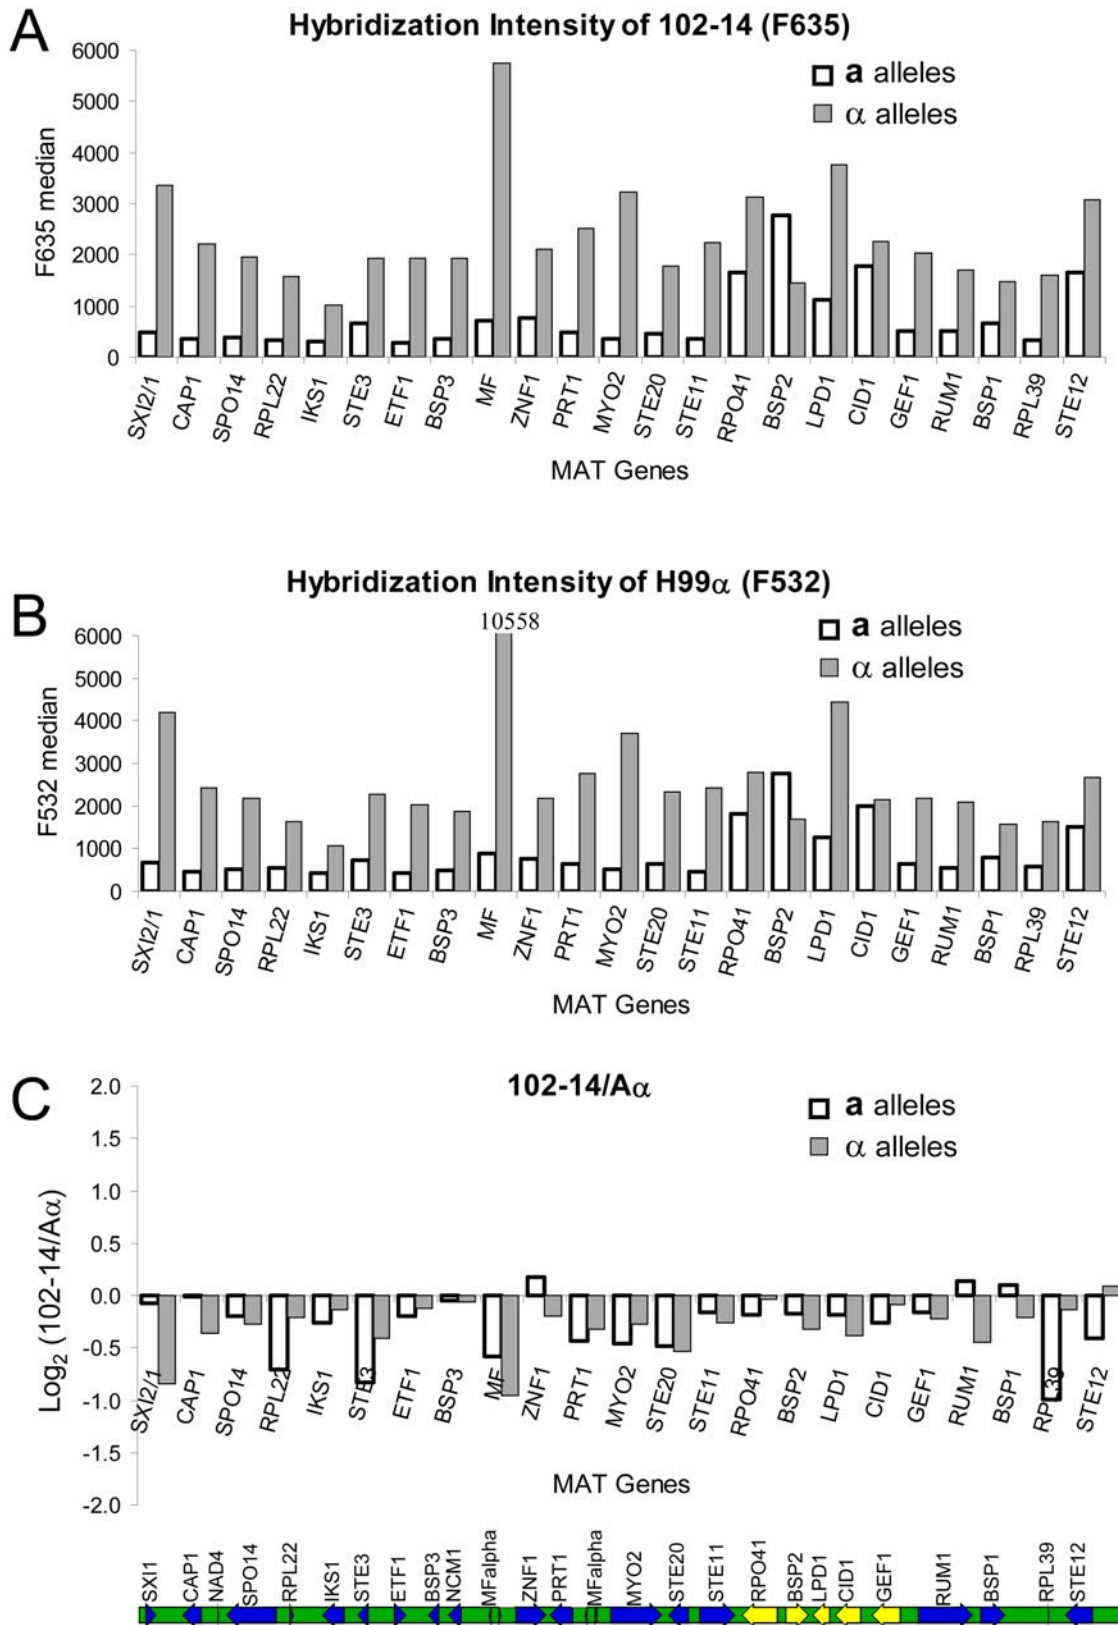 A
Hybridization Intensity of 102-14 (F635)
a alleles
α alleles
F635 median
6000
5000
4000
3000
2000
1000
0
SXI2/1 CAP1 SPO14 RPL22 IKS1 STE3 ETF1 BSP3 MF ZNF1 PRT1 MYO2 STE20 STE11 RPO41 BSP2 LPD1 CID1 GEF1 RUM1 BSP1 RPL39 STE12
MAT Genes
B
Hybridization Intensity of H99α (F532)
10558
a alleles
α alleles
F532 median
6000
5000
4000
3000
2000
1000
0
SXI2/1 CAP1 SPO14 RPL22 IKS1 STE3 ETF1 BSP3 MF ZNF1 PRT1 MYO2 STE20 STE11 RPO41 BSP2 LPD1 CID1 GEF1 RUM1 BSP1 RPL39 STE12
MAT Genes
C
102-14/Aα
a alleles
α alleles
Log2 (102-14/Aα)
2.0
1.5
1.0
0.5
0.0
-0.5
-1.0
-1.5
-2.0
SXI2/1 CAP1 SPO14 RPL22 IKS1 STE3 ETF1 BSP3 MF ZNF1 PRT1 MYO2 STE20 STE11 RPO41 BSP2 LPD1 CID1 GEF1 RUM1 BSP1 RPL39 STE12
MAT Genes
SXI1 CAP1 NAD4 SPO14 RPL22 IKS1 STE3 ETF1 BSP3 NCM1 MFalpha ZNF1 PRT1 MFalpha MYO2 STE20 STE11 RPO41 BSP2 LPD1 CID1 GEF1 RUM1 BSP1 RPL39 STE12